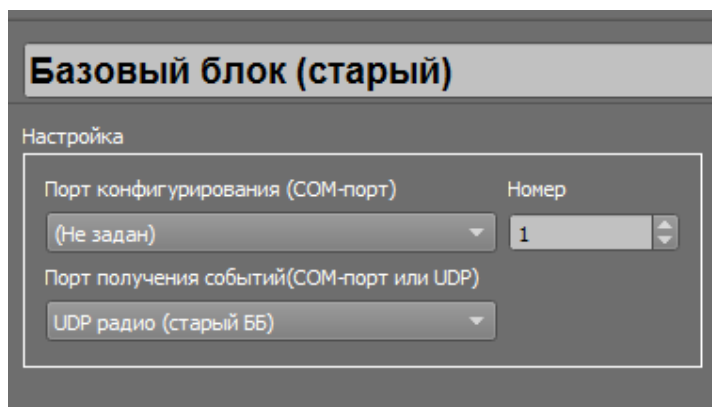 Базовый блок (старый)
Настройка
Порт конфигурирования (COM-порт) Номер
(Не задан) 1
Порт получения событий(COM-порт или UDP)
UDP радио (старый ББ)